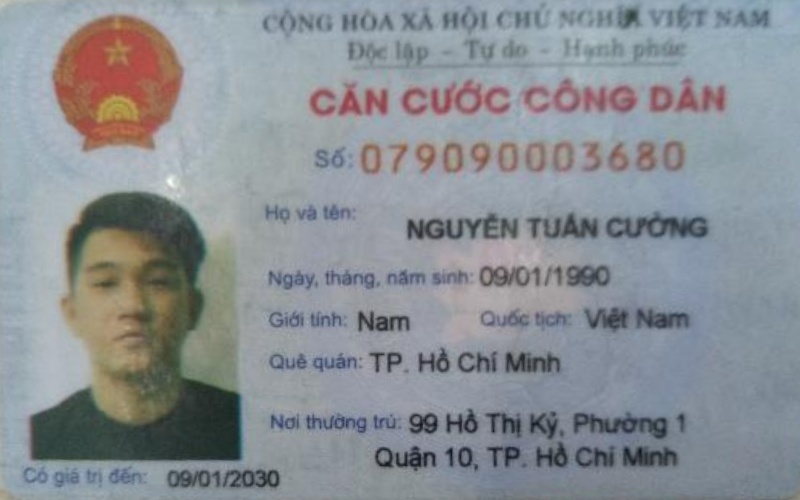 CỘNG HÒA XÃ HỘI CHỦ NGHĨA VIỆT NAM
Độc lập - Tự do - Hạnh phúc
CĂN CƯỚC CÔNG DÂN
Số: 079090003680
Họ và tên: NGUYỄN TUẤN CƯỜNG
Ngày, tháng, năm sinh: 09/01/1990
Giới tính: Nam Quốc tịch: Việt Nam
Quê quán: TP. Hồ Chí Minh
Nơi thường trú: 99 Hồ Thị Kỷ, Phường 1
Quận 10, TP. Hồ Chí Minh
Có giá trị đến: 09/01/2030